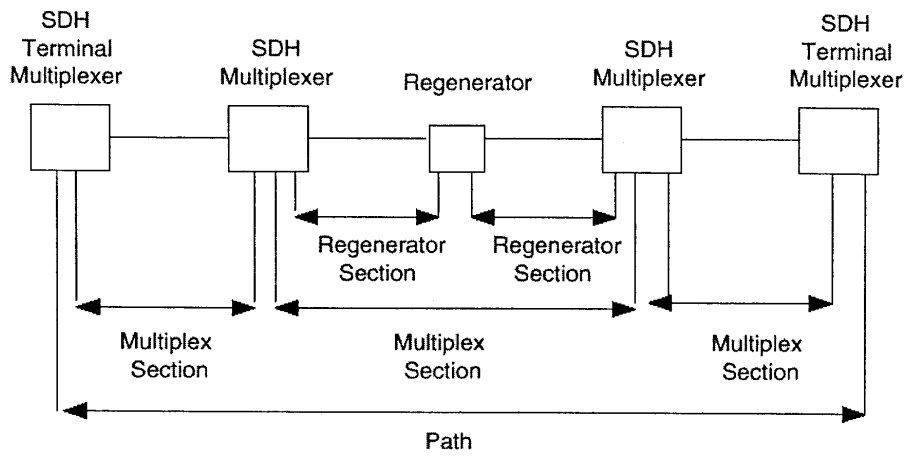 SDH
Terminal
Multiplexer
SDH
Multiplexer
Regenerator
SDH
Multiplexer
SDH
Terminal
Multiplexer
Regenerator
Section
Regenerator
Section
Multiplex
Section
Multiplex
Section
Multiplex
Section
Path